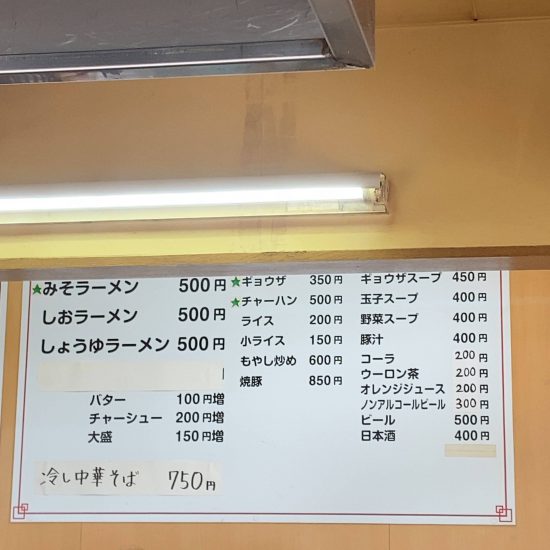 ★みそラーメン 500円
しおラーメン 500円
しょうゆラーメン 500円
バター 100円増
チャーシュー 200円増
大盛 150円増
冷し中華そば 750円
★ギョウザ 350円
★チャーハン 500円
ライス 200円
小ライス 150円
もやし炒め 600円
焼豚 850円
ギョウザスープ 450円
玉子スープ 400円
野菜スープ 400円
豚汁 400円
コーラ 200円
ウーロン茶 200円
オレンジジュース 200円
ノンアルコールビール 300円
ビール 500円
日本酒 400円